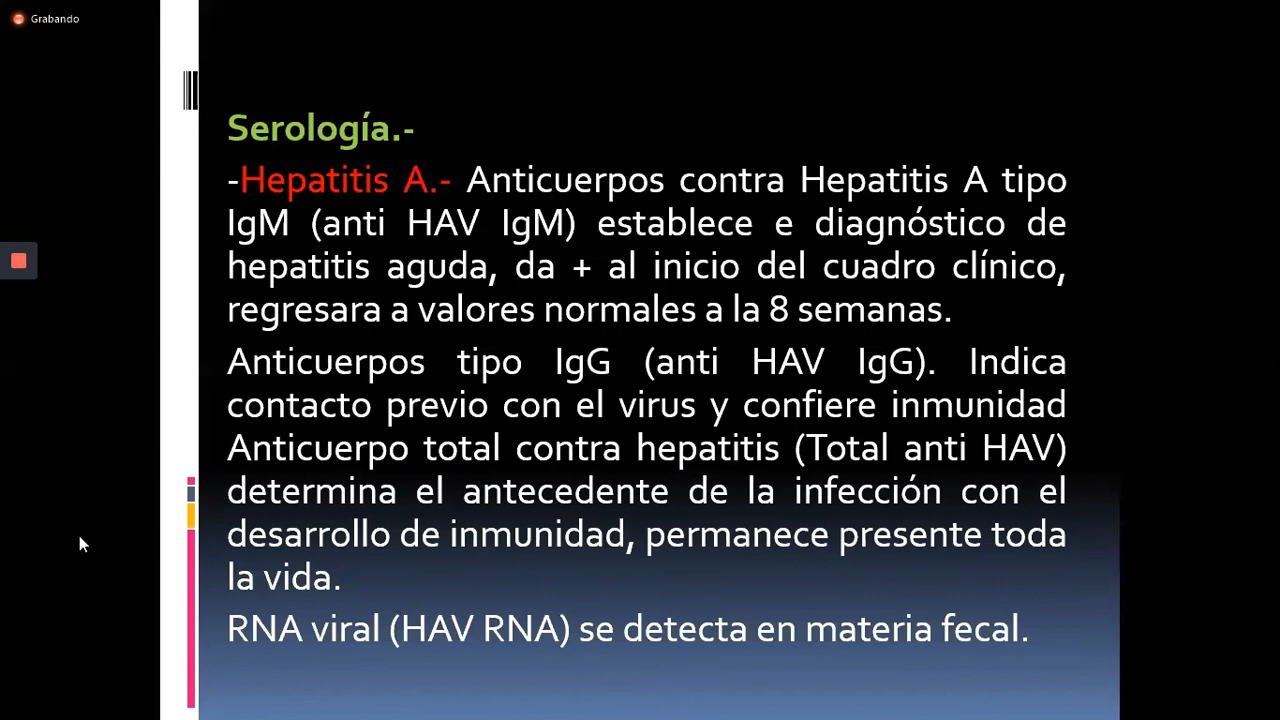 Grabando
Serología.-
-Hepatitis A.- Anticuerpos contra Hepatitis A tipo
IgM (anti HAV IgM) establece e diagnóstico de
hepatitis aguda, da + al inicio del cuadro clínico,
regresara a valores normales a la 8 semanas.
Anticuerpos tipo IgG (anti HAV IgG). Indica
contacto previo con el virus y confiere inmunidad
Anticuerpo total contra hepatitis (Total anti HAV)
determina el antecedente de la infección con el
desarrollo de inmunidad, permanece presente toda
la vida.
RNA viral (HAV RNA) se detecta en materia fecal.